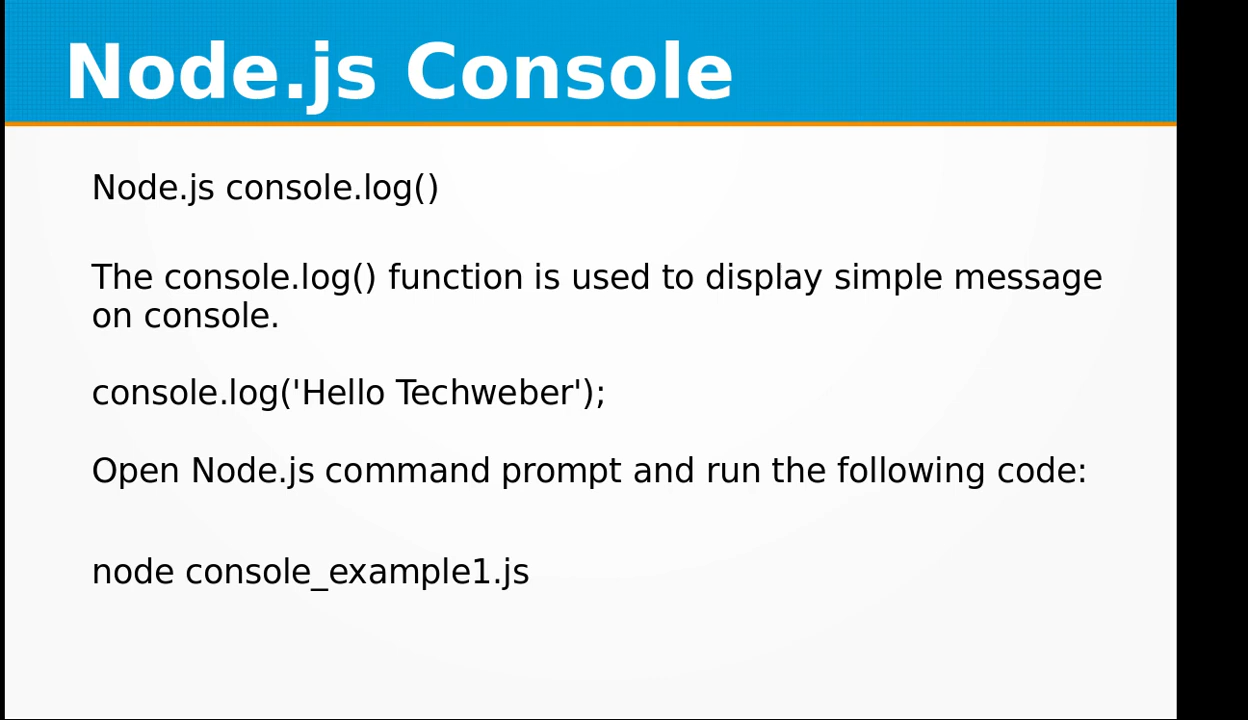 Node.js Console
Node.js console.log()
The console.log() function is used to display simple message
on console.
console.log('Hello Techweber');
Open Node.js command prompt and run the following code:
node console_example1.js